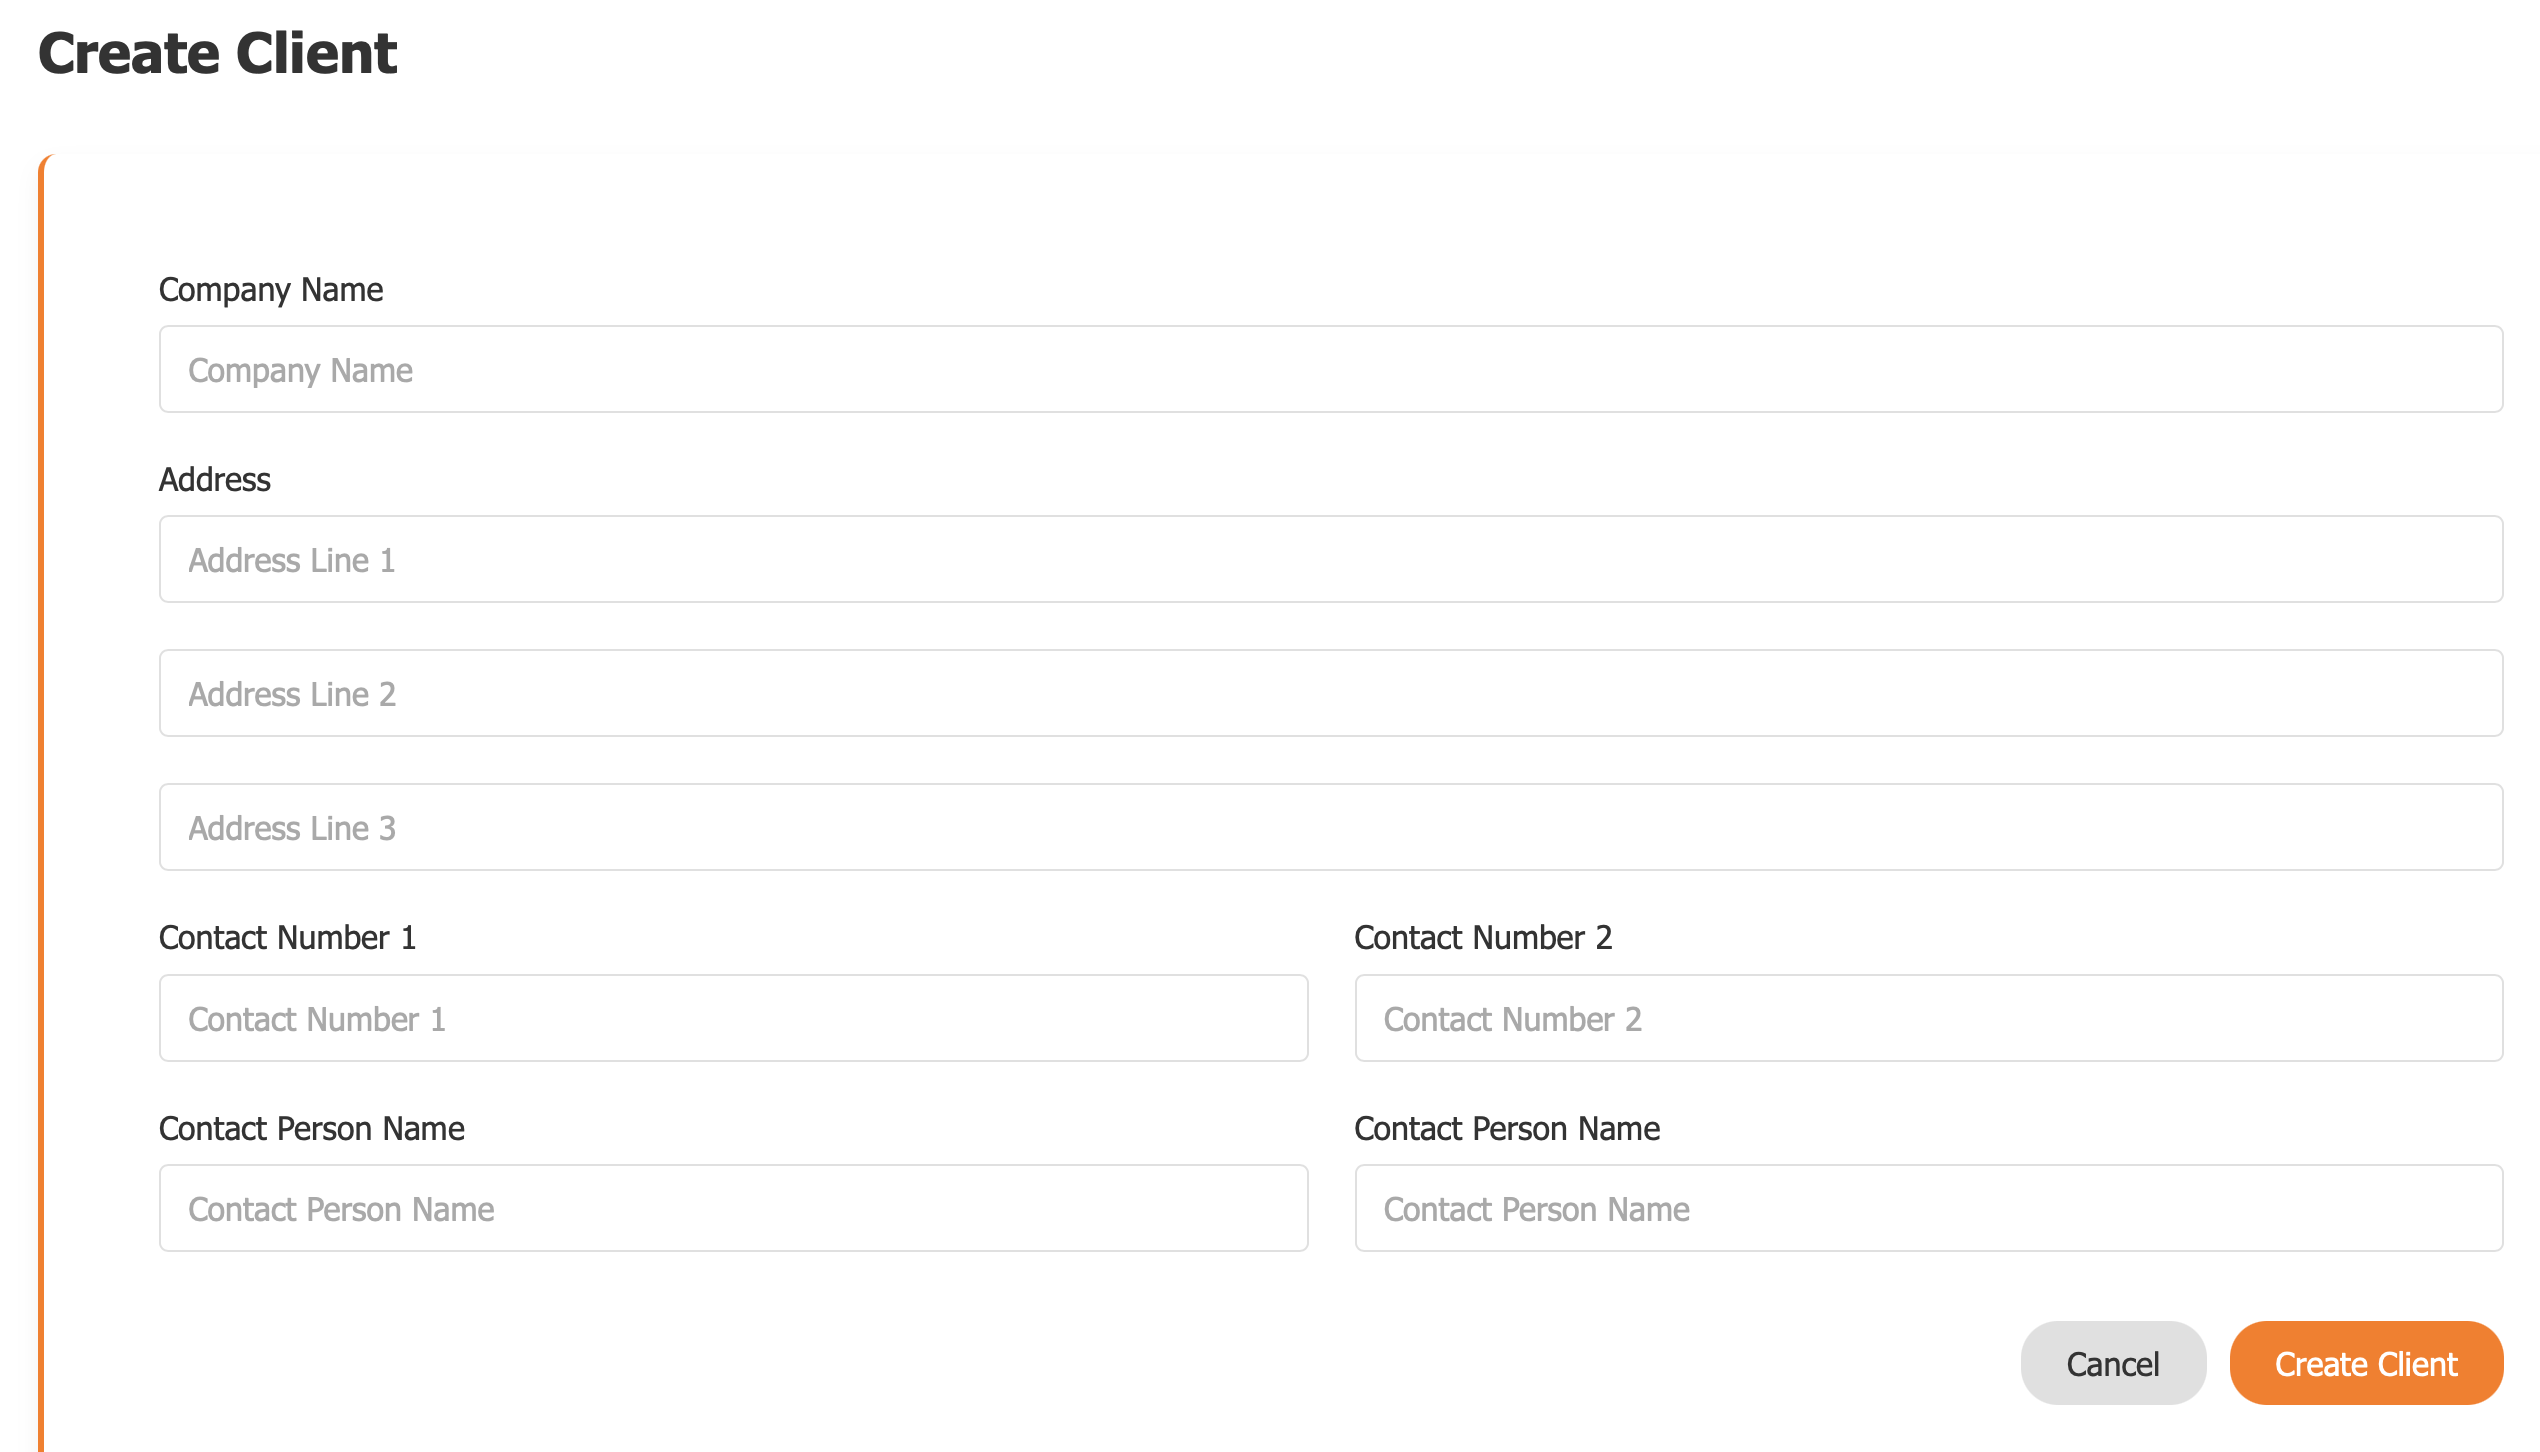 Create Client
Company Name
Company Name
Address
Address Line 1
Address Line 2
Address Line 3
Contact Number 1
Contact Number 2
Contact Number 1
Contact Number 2
Contact Person Name
Contact Person Name
Contact Person Name
Contact Person Name
Cancel
Create Client